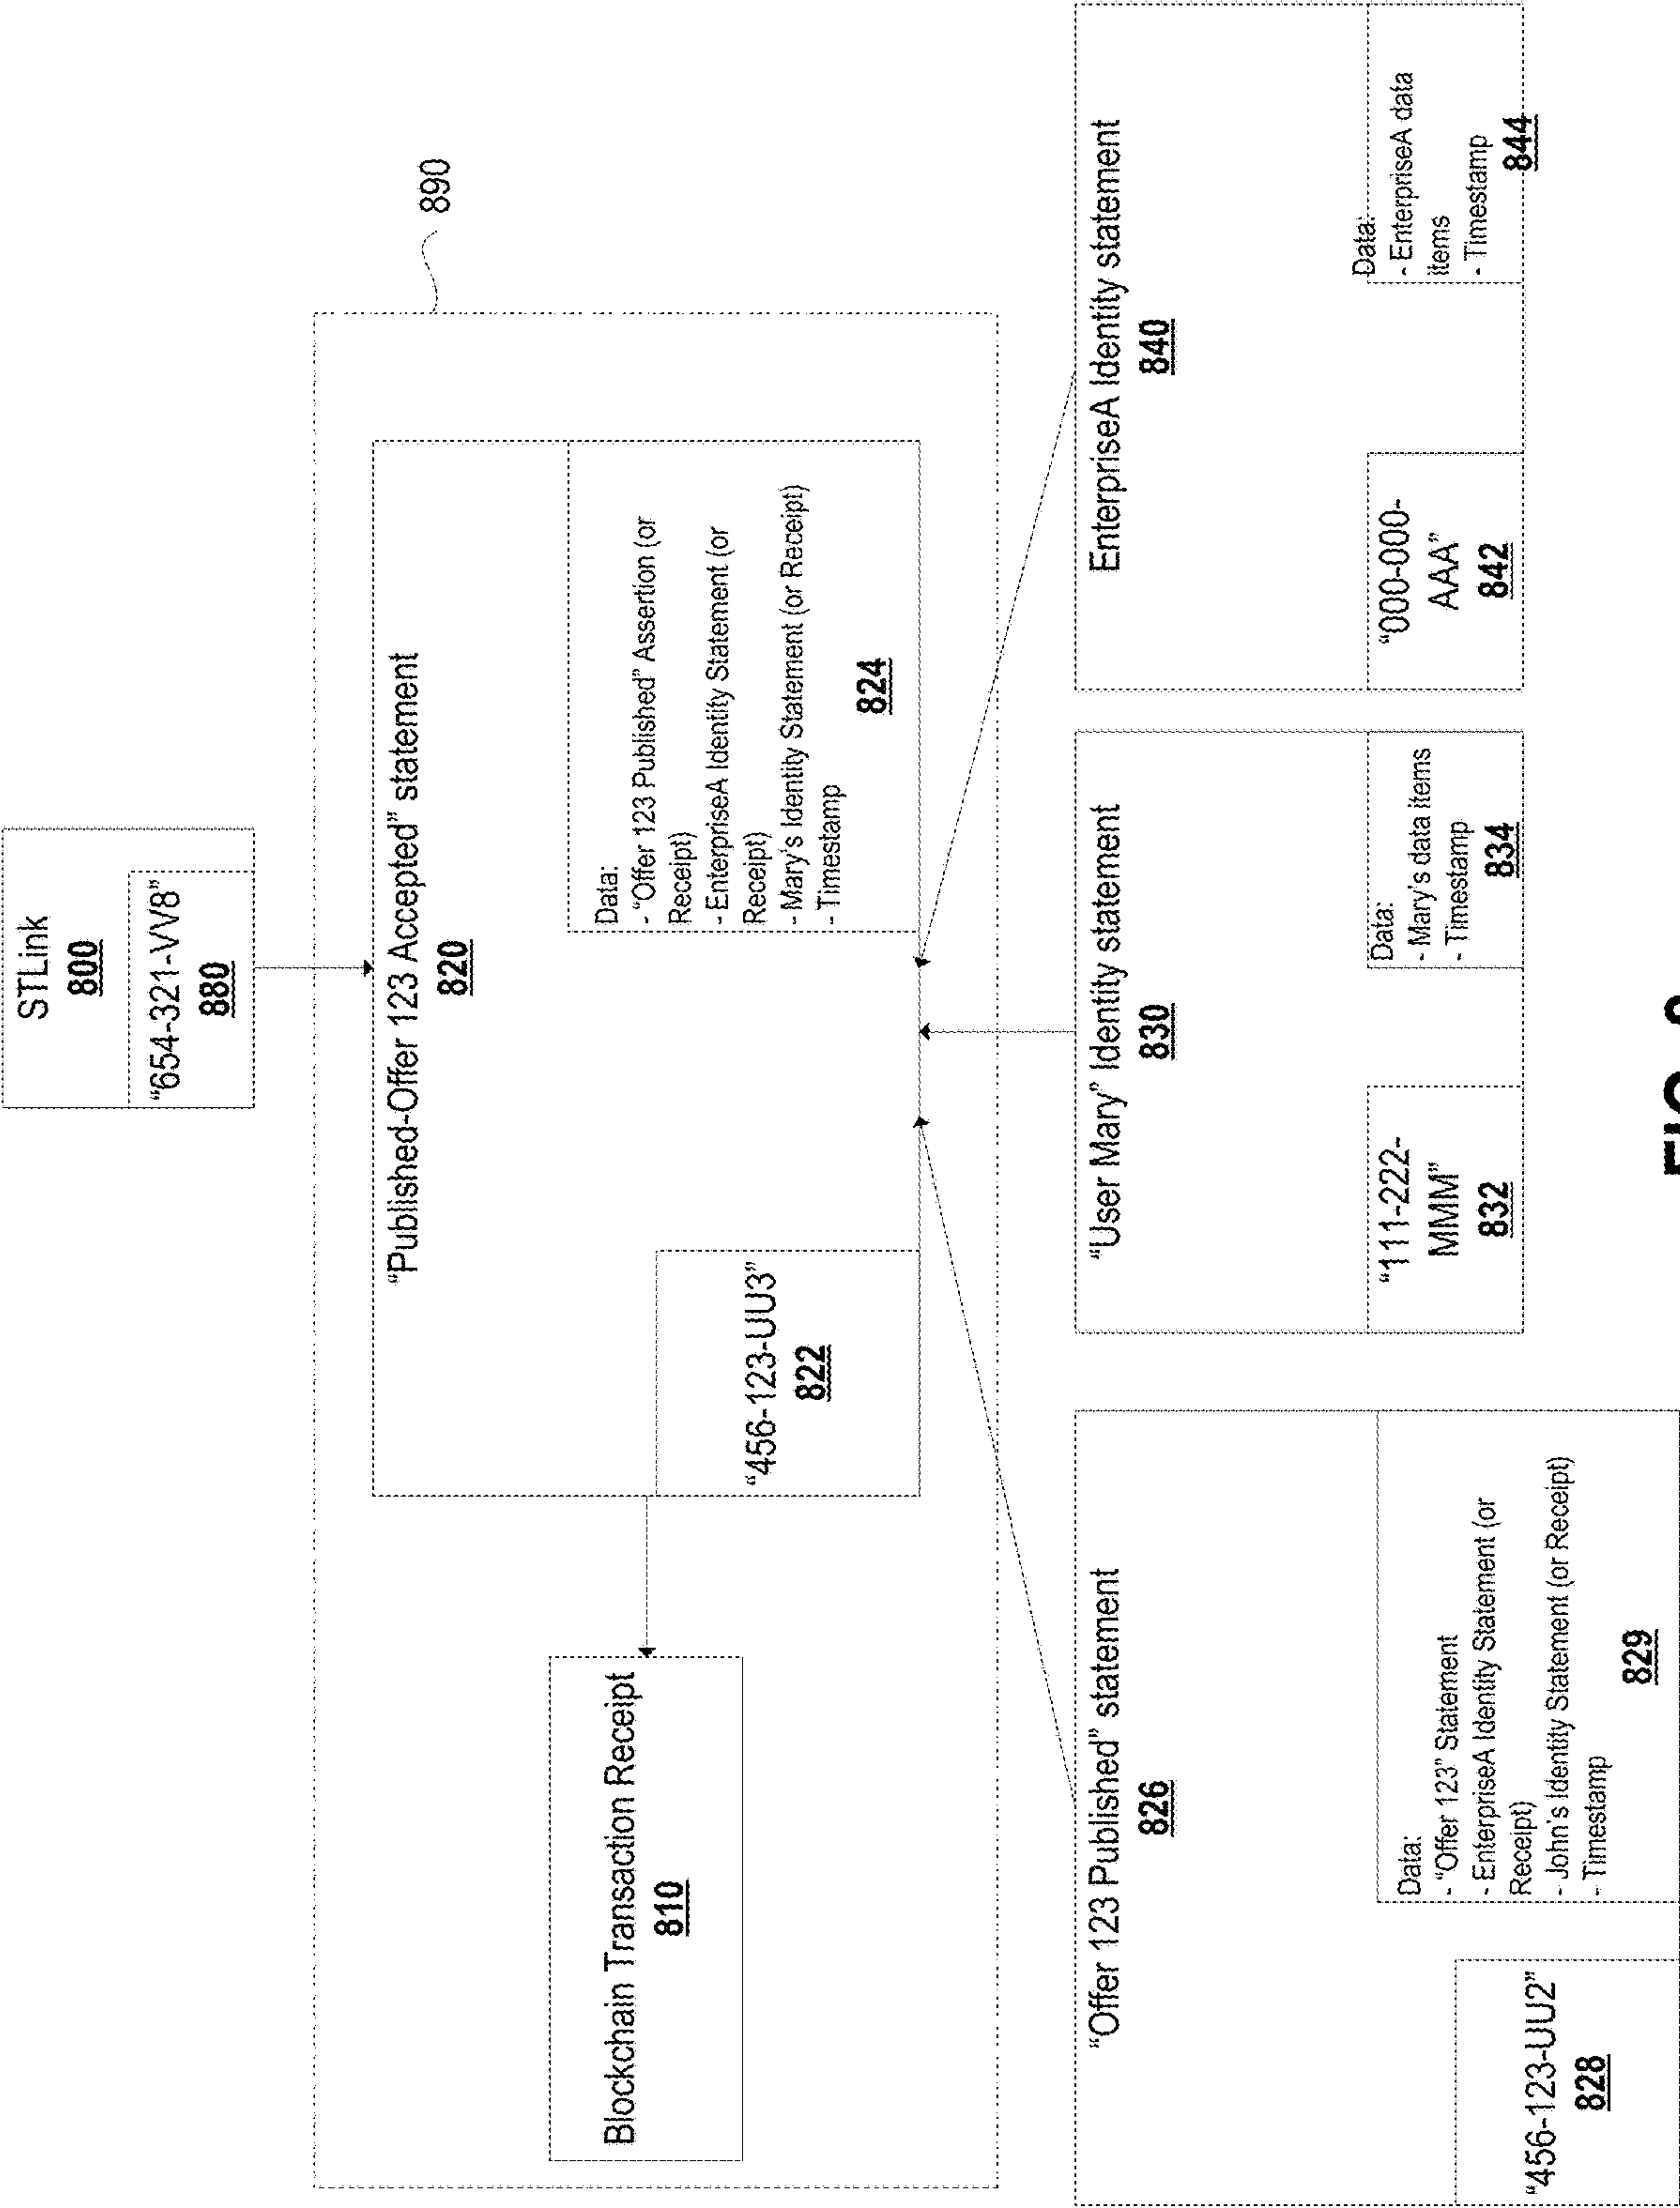 STLink
800
“654-321-VV8”
880
890
“Published-Offer 123 Accepted” statement
820
Blockchain Transaction Receipt
810
“456-123-UU3”
822
Data:
- “Offer 123 Published” Assertion (or
Receipt)
- EnterpriseA Identity Statement (or
Receipt)
- Mary's Identity Statement (or Receipt)
- Timestamp
824
“Offer 123 Published” statement
826
“456-123-UU2”
828
Data:
- “Offer 123” Statement
- EnterpriseA Identity Statement (or
Receipt)
- John's Identity Statement (or Receipt)
- Timestamp
829
“User Mary” Identity statement
830
“111-222-
MMM”
832
Data:
- Mary's data items
- Timestamp
834
EnterpriseA Identity statement
840
“000-000-
AAA”
842
Data:
- EnterpriseA data
items
- Timestamp
844